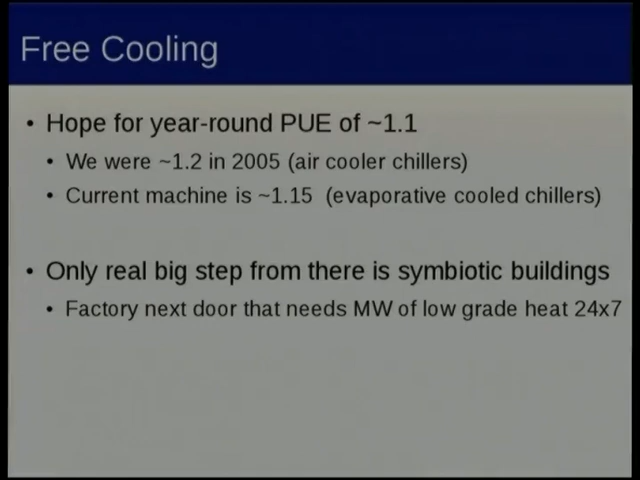 Free Cooling
• Hope for year-round PUE of ~1.1
• We were ~1.2 in 2005 (air cooler chillers)
• Current machine is ~1.15 (evaporative cooled chillers)
• Only real big step from there is symbiotic buildings
• Factory next door that needs MW of low grade heat 24x7